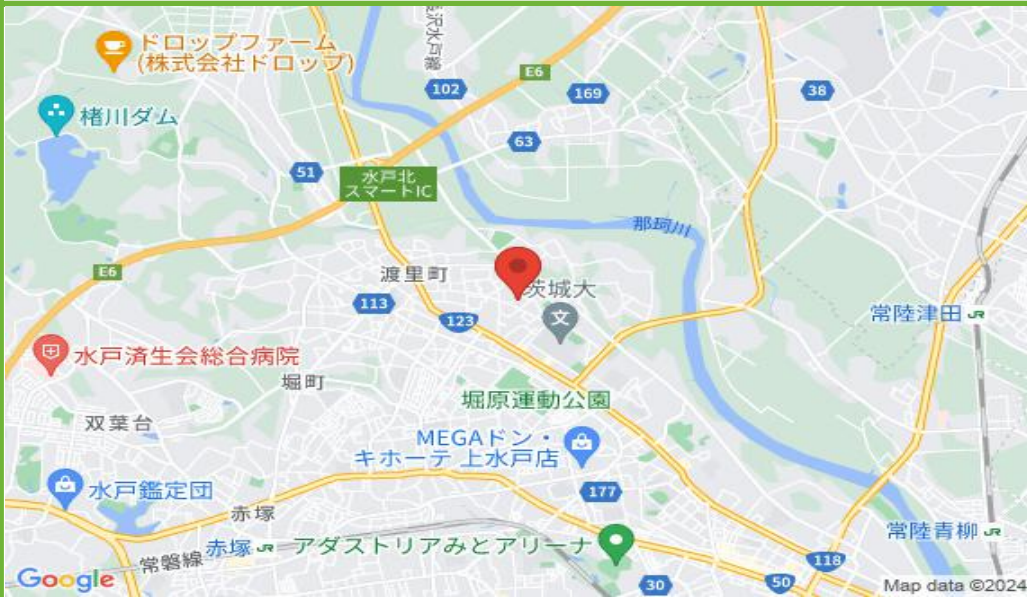 ドロップファーム
(株式会社ドロップ)
E6
102
169
38
楮川ダム
63
51
水戸北
スマートIC
那珂川
E6
渡里町
茨城大
113
123
常陸津田 JR
水戸済生会総合病院
堀町
堀原運動公園
双葉台
MEGAドン・
キホーテ 上水戸店
水戸鑑定団
177
赤塚
常陸青柳 JR
赤塚 JR
アダストリアみとアリーナ
常磐線
118
Google
30
50
Map data ©2024